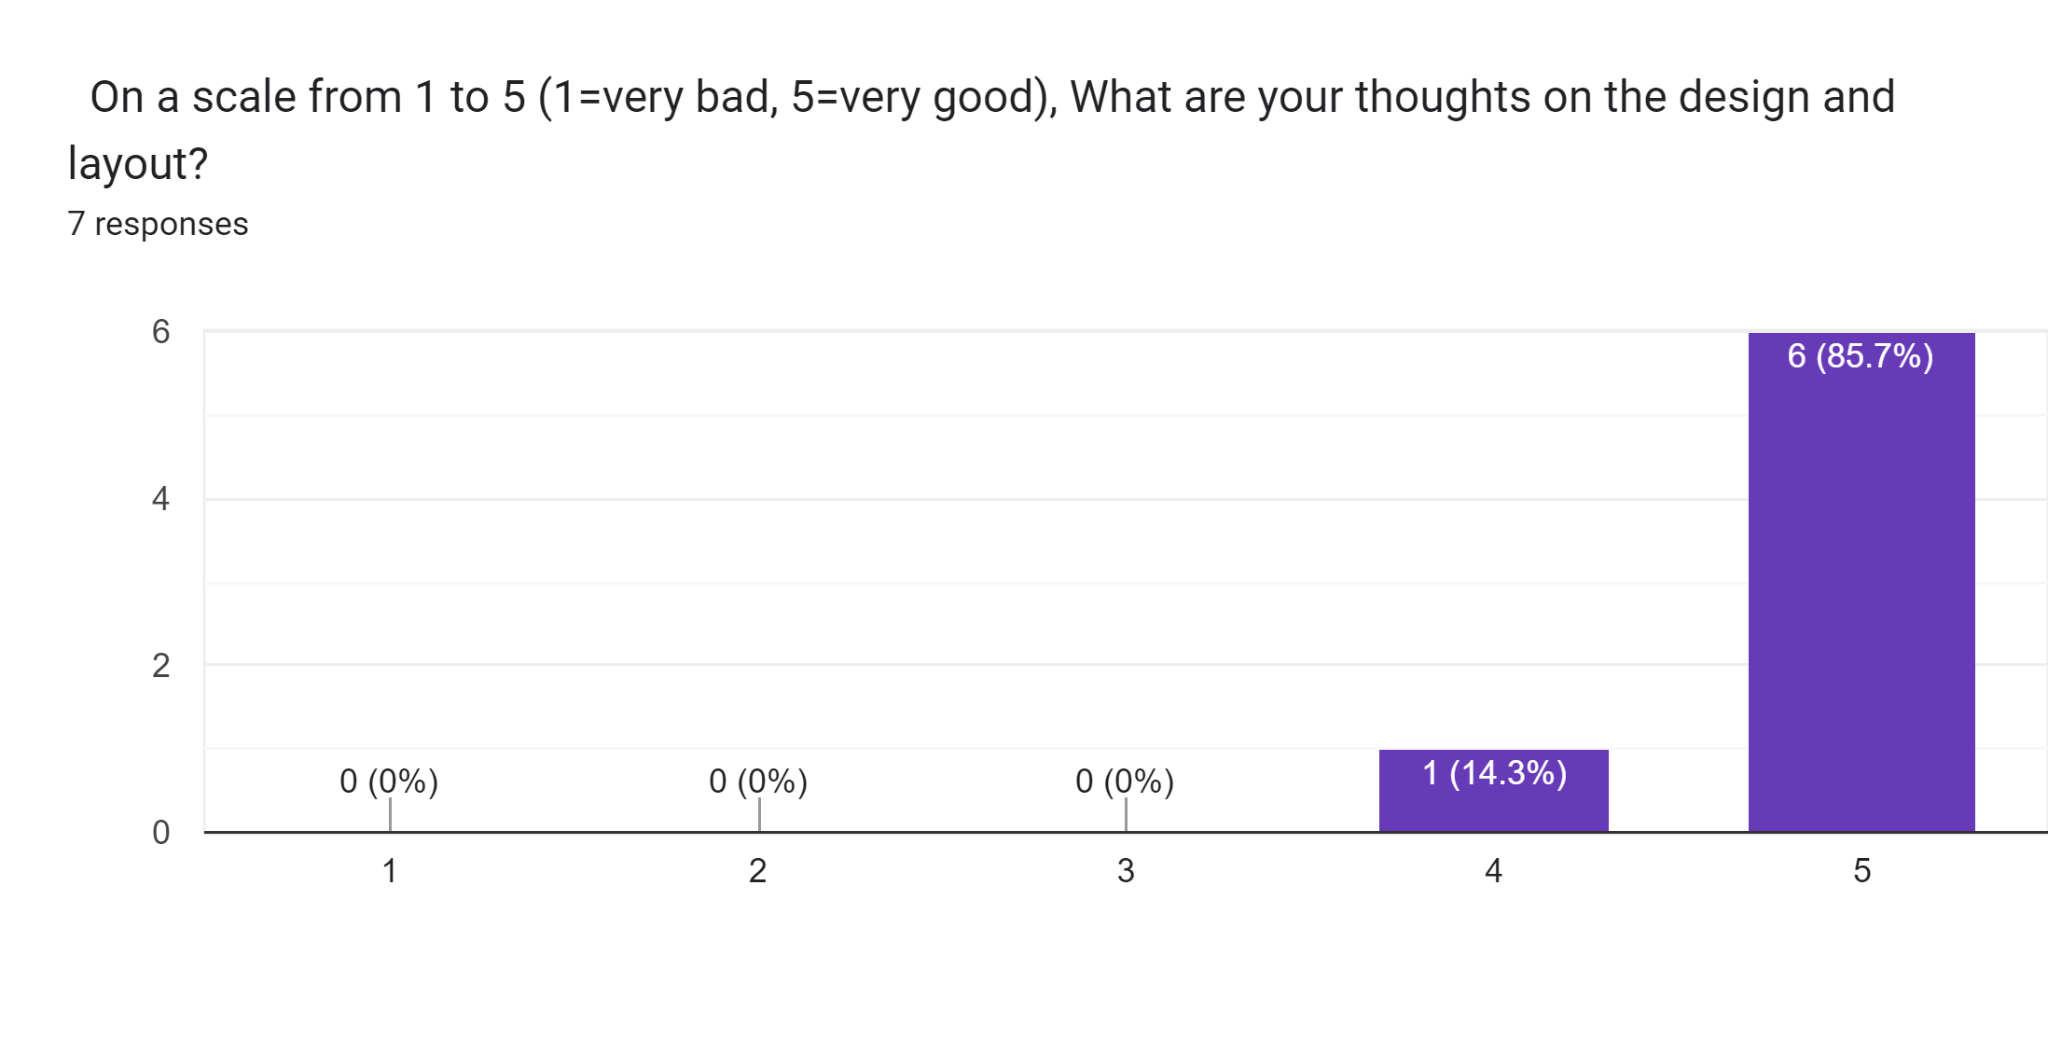 On a scale from 1 to 5 (1=very bad, 5=very good), What are your thoughts on the design and
layout?
7 responses
6
6 (85.7%)
4
2
1 (14.3%)
0 (0%) 0 (0%) 0 (0%)
0
1 2 3 4 5